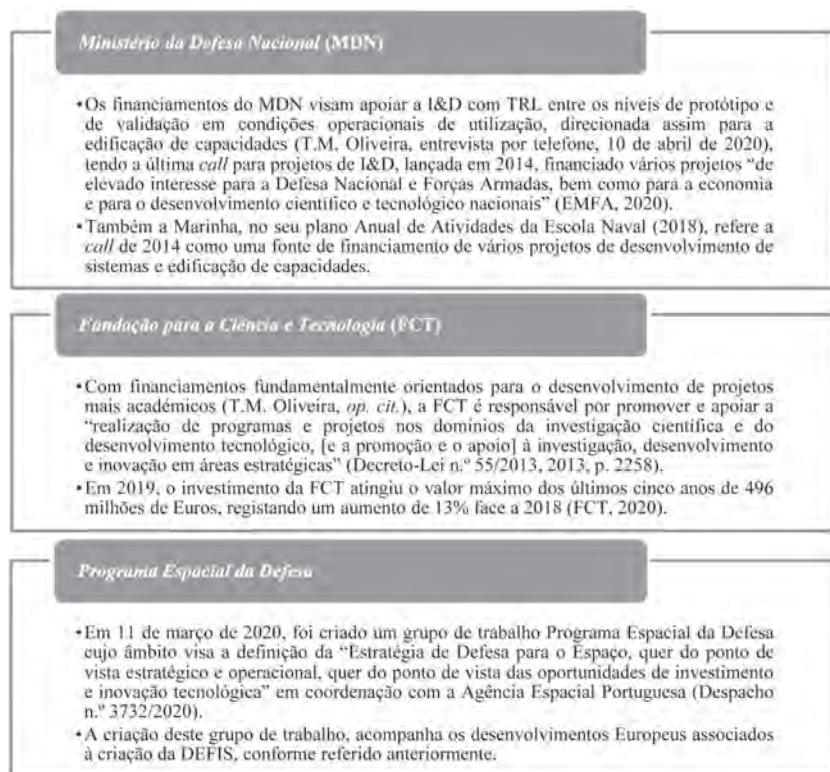 Ministério da Defesa Nacional (MDN)
•Os financiamentos do MDN visam apoiar a I&D com TRL entre os níveis de protótipo e
de validação em condições operacionais de utilização, direcionada assim para a
edificação de capacidades (T.M. Oliveira, entrevista por telefone, 10 de abril de 2020),
tendo a última call para projetos de I&D, lançada em 2014, financiado vários projetos “de
elevado interesse para a Defesa Nacional e Forças Armadas, bem como para a economia
e para o desenvolvimento científico e tecnológico nacionais” (EMFA, 2020).
•Também a Marinha, no seu plano Anual de Atividades da Escola Naval (2018), refere a
call de 2014 como uma fonte de financiamento de vários projetos de desenvolvimento de
sistemas e edificação de capacidades.
Fundação para a Ciência e Tecnologia (FCT)
•Com financiamentos fundamentalmente orientados para o desenvolvimento de projetos
mais académicos (T.M. Oliveira, op. cit.), a FCT é responsável por promover e apoiar a
“realização de programas e projetos nos domínios da investigação científica e do
desenvolvimento tecnológico, [e a promoção e o apoio] à investigação, desenvolvimento
e inovação em áreas estratégicas” (Decreto-Lei n.º 55/2013, 2013, p. 2258).
•Em 2019, o investimento da FCT atingiu o valor máximo dos últimos cinco anos de 496
milhões de Euros, registando um aumento de 13% face a 2018 (FCT, 2020).
Programa Espacial da Defesa
•Em 11 de março de 2020, foi criado um grupo de trabalho Programa Espacial da Defesa
cujo âmbito visa a definição da “Estratégia de Defesa para o Espaço, quer do ponto de
vista estratégico e operacional, quer do ponto de vista das oportunidades de investimento
e inovação tecnológica” em coordenação com a Agência Espacial Portuguesa (Despacho
n.º 3732/2020).
•A criação deste grupo de trabalho, acompanha os desenvolvimentos Europeus associados
à criação da DEFIS, conforme referido anteriormente.